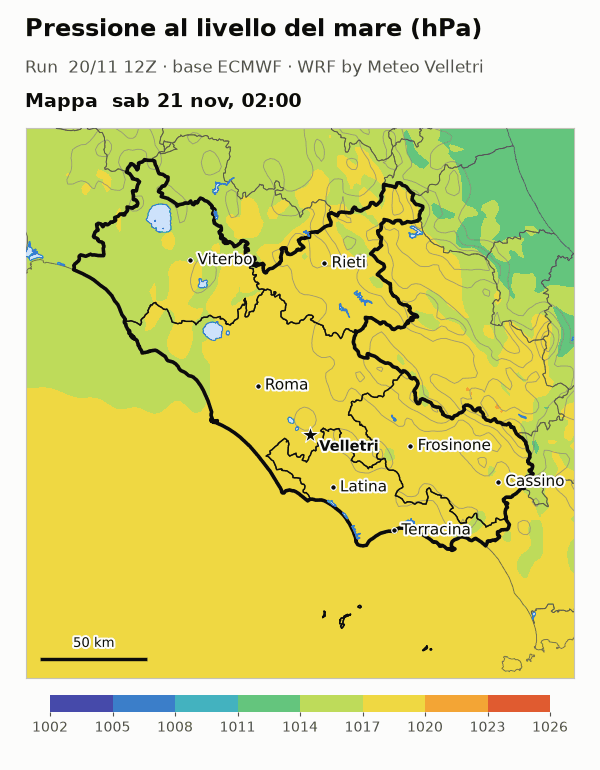 Pressione al livello del mare (hPa)
Run  20/11 12Z · base ECMWF · WRF by Meteo Velletri
Mappa  sab 21 nov, 02:00
Viterbo
Rieti
Roma
Velletri
Frosinone
Cassino
Latina
Terracina
50 km
1002 1005 1008 1011 1014 1017 1020 1023 1026